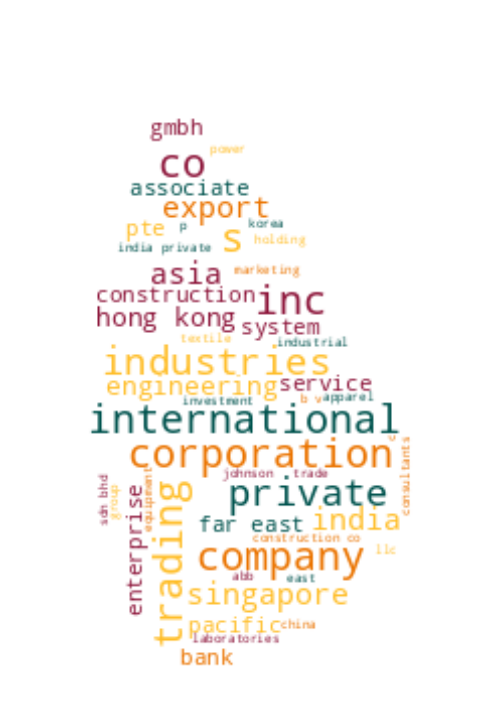 gmbh
power
co
associate
export
pte
p
korea
s
holding
india private
asia
marketing
construction
inc
hong kong
system
textile
industrial
industries
engineering
service
investment
b v
apparel
international
corporation
c
consultants
johnson
trade
sdn bhd
group
equipment
private
enterprise
trading
far east
india
construction co
company
llc
abb
east
singapore
pacific
china
laboratories
bank